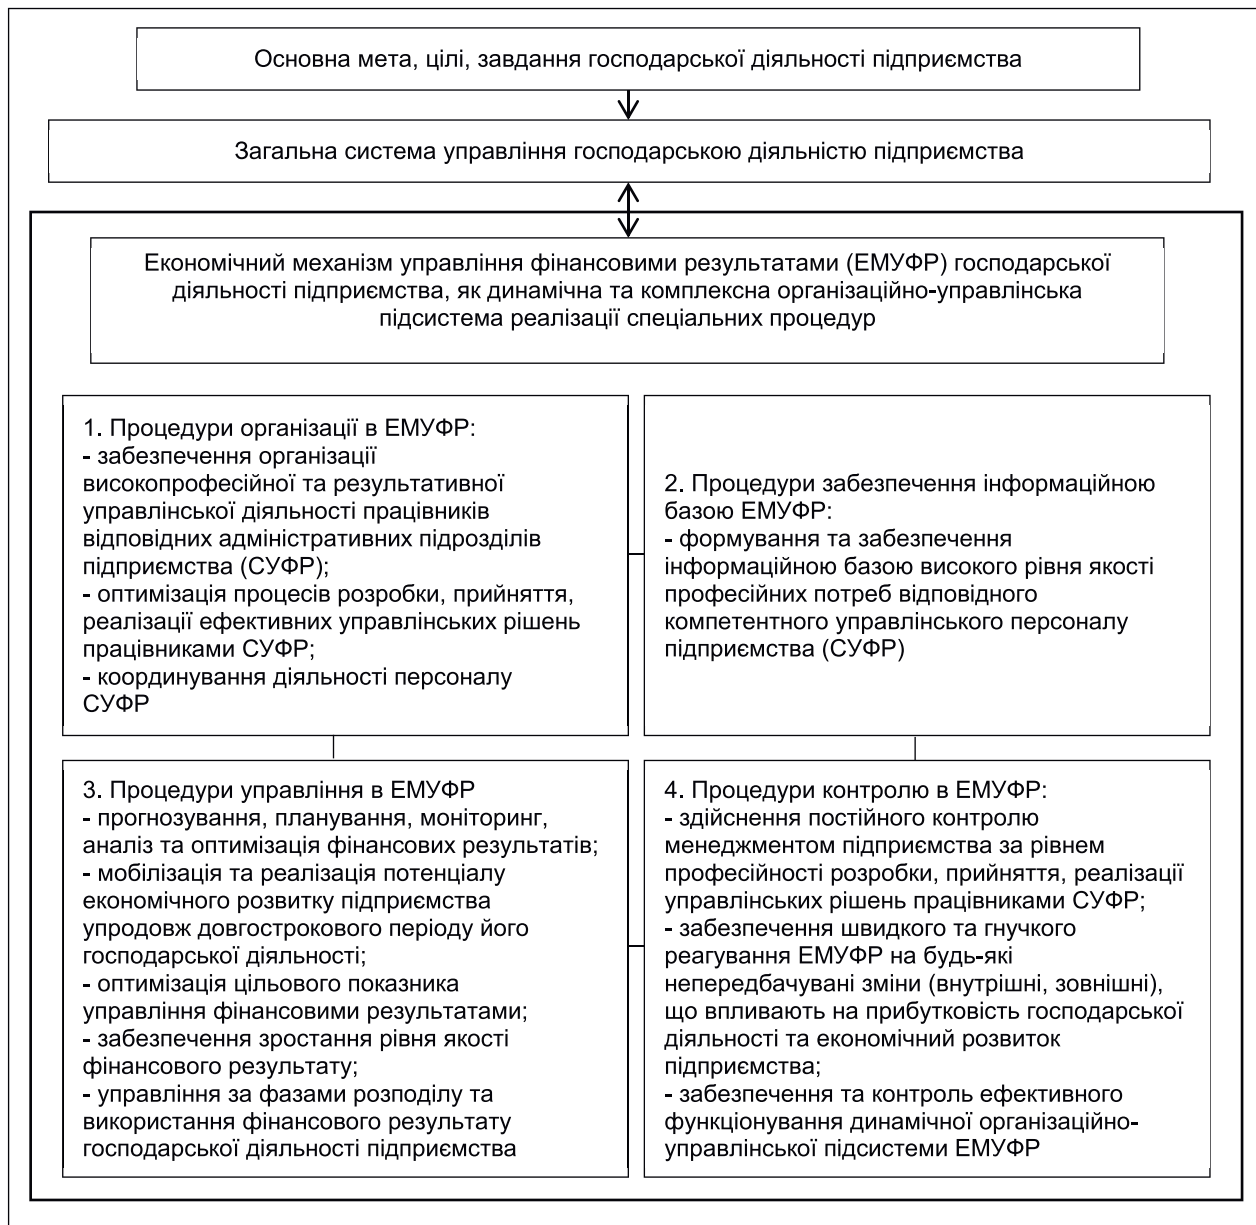 Основна мета, цілі, завдання господарської діяльності підприємства
Загальна система управління господарською діяльністю підприємства
Економічний механізм управління фінансовими результатами (ЕМУФР) господарської
діяльності підприємства, як динамічна та комплексна організаційно-управлінська
підсистема реалізації спеціальних процедур
1. Процедури організації в ЕМУФР:
- забезпечення організації
високопрофесійної та результативної
управлінської діяльності працівників
відповідних адміністративних підрозділів
підприємства (СУФР);
- оптимізація процесів розробки, прийняття,
реалізації ефективних управлінських рішень
працівниками СУФР;
- координування діяльності персоналу
СУФР
2. Процедури забезпечення інформаційною
базою ЕМУФР:
- формування та забезпечення
інформаційною базою високого рівня якості
професійних потреб відповідного
компетентного управлінського персоналу
підприємства (СУФР)
3. Процедури управління в ЕМУФР
- прогнозування, планування, моніторинг,
аналіз та оптимізація фінансових результатів;
- мобілізація та реалізація потенціалу
економічного розвитку підприємства
упродовж довгострокового періоду його
господарської діяльності;
- оптимізація цільового показника
управління фінансовими результатами;
- забезпечення зростання рівня якості
фінансового результату;
- управління за фазами розподілу та
використання фінансового результату
господарської діяльності підприємства
4. Процедури контролю в ЕМУФР:
- здійснення постійного контролю
менеджментом підприємства за рівнем
професійності розробки, прийняття, реалізації
управлінських рішень працівниками СУФР;
- забезпечення швидкого та гнучкого
реагування ЕМУФР на будь-які
непередбачувані зміни (внутрішні, зовнішні),
що впливають на прибутковість господарської
діяльності та економічний розвиток
підприємства;
- забезпечення та контроль ефективного
функціонування динамічної організаційно-
управлінської підсистеми ЕМУФР